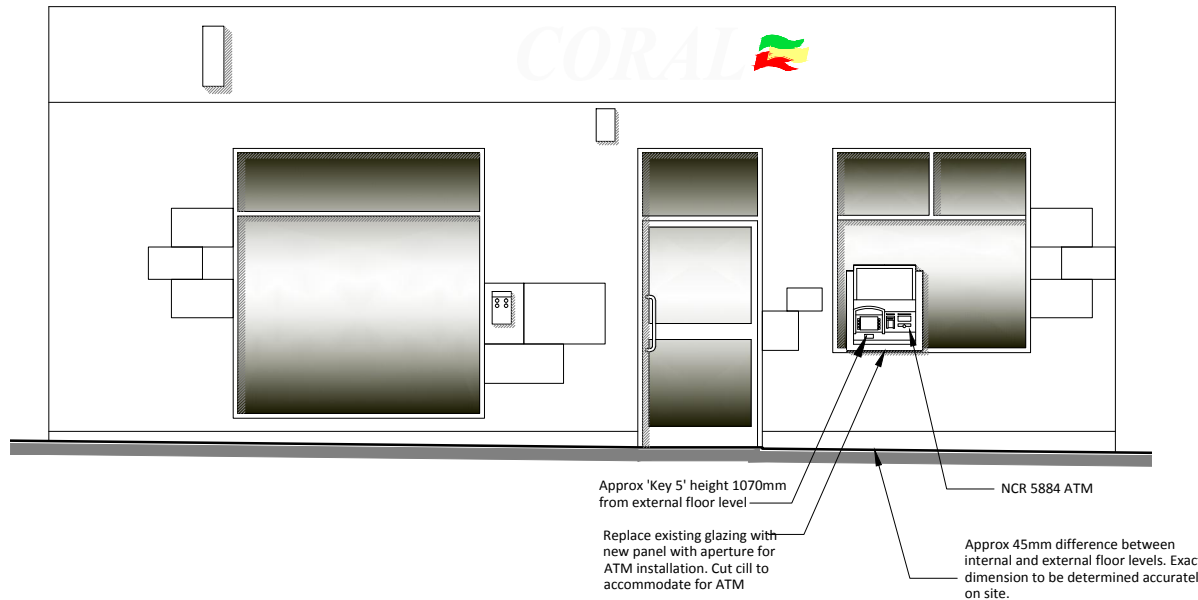 CORAL
Approx 'Key 5' height 1070mm
from external floor level
NCR 5884 ATM
Replace existing glazing with
new panel with aperture for
ATM installation. Cut cill to
accommodate for ATM
Approx 45mm difference between
internal and external floor levels. Exac
dimension to be determined accuratel
on site.